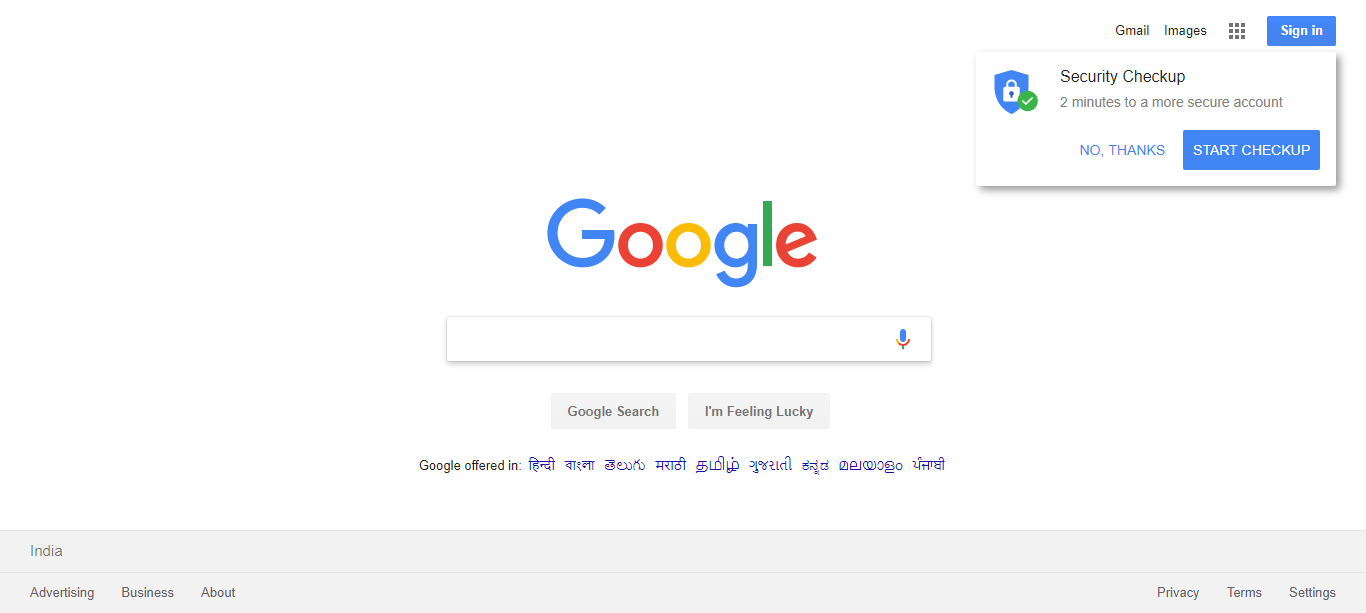 Gmail Images Sign in
Security Checkup
2 minutes to a more secure account
NO, THANKS START CHECKUP
Google
Google Search I'm Feeling Lucky
Google offered in: हिन्दी বাংলা తెలుగు मराठी தமிழ் ગુજરાતી ಕನ್ನಡ മലയാളം ਪੰਜਾਬੀ
India
Advertising Business About Privacy Terms Settings